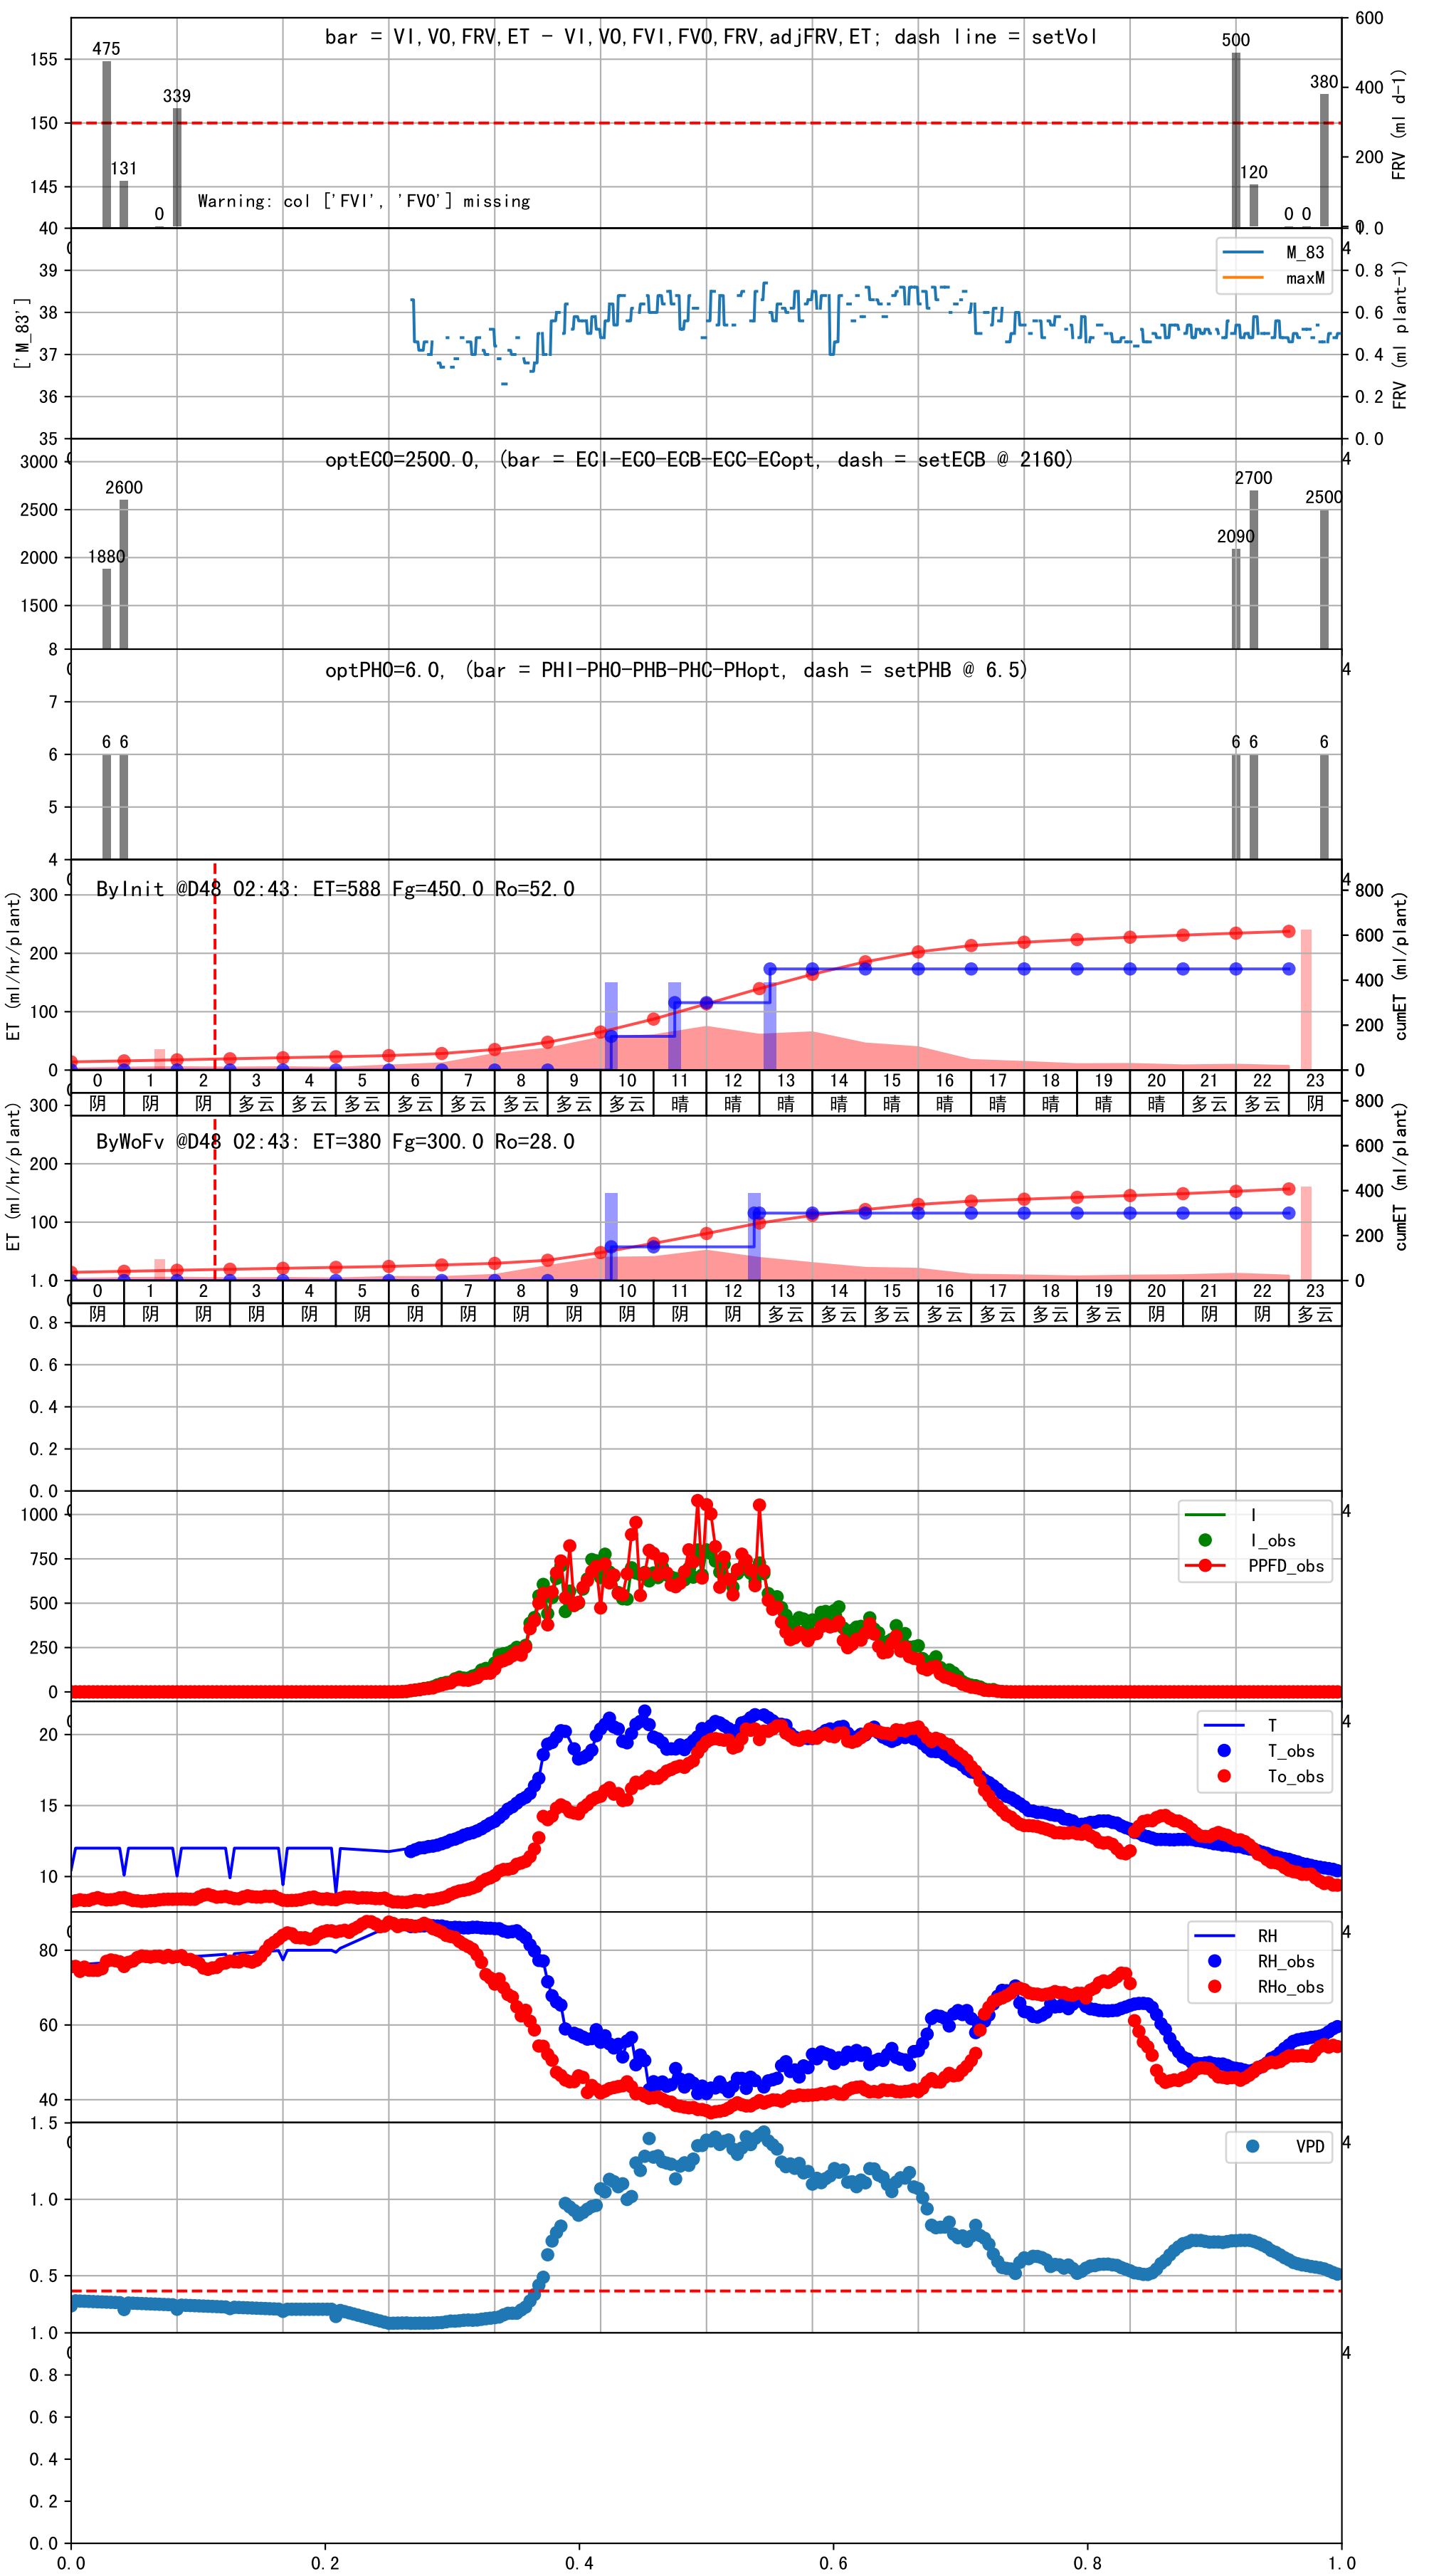 bar = VI,VO,FRV,ET - VI,VO,FVI,FVO,FRV,adjFRV,ET; dash line = setVol
155
150
145
40
475
131
0
339
500
120
0
0
380
Warning: col ['FVI', 'FVO'] missing
600
400
200
FRV (ml d-1)
['M_83']
39
38
37
36
35
M_83
maxM
1.0
0.8
0.6
0.4
0.2
0.0
FRV (ml plant-1)
optECO=2500.0, (bar = ECI-ECO-ECB-ECC-ECopt, dash = setECB @ 2160)
3000
2500
2000
1500
8
1880
2600
2090
2700
2500
optPHO=6.0, (bar = PHI-PHO-PHB-PHC-PHopt, dash = setPHB @ 6.5)
7
6
5
4
6
6
6
6
6
ByInit @D48 02:43: ET=588 Fg=450.0 Ro=52.0
ET (ml/hr/plant)
300
200
100
0
cumET (ml/plant)
800
600
400
200
0
0 1 2 3 4 5 6 7 8 9 10 11 12 13 14 15 16 17 18 19 20 21 22 23
阴 阴 阴 多云 多云 多云 多云 多云 多云 多云 多云 晴 晴 晴 晴 晴 晴 晴 晴 晴 晴 多云 多云 阴
ByWoFv @D48 02:43: ET=380 Fg=300.0 Ro=28.0
ET (ml/hr/plant)
300
200
100
cumET (ml/plant)
800
600
400
200
0
0 1 2 3 4 5 6 7 8 9 10 11 12 13 14 15 16 17 18 19 20 21 22 23
阴 阴 阴 阴 阴 阴 阴 阴 阴 阴 阴 阴 阴 多云 多云 多云 多云 多云 多云 多云 阴 阴 阴 多云
1.0
0.8
0.6
0.4
0.2
0.0
1000
750
500
250
0
I
I_obs
PPFD_obs
20
15
10
T
T_obs
To_obs
80
60
40
RH
RH_obs
RHo_obs
1.5
1.0
0.5
VPD
1.0
0.8
0.6
0.4
0.2
0.0
0.0 0.2 0.4 0.6 0.8 1.0